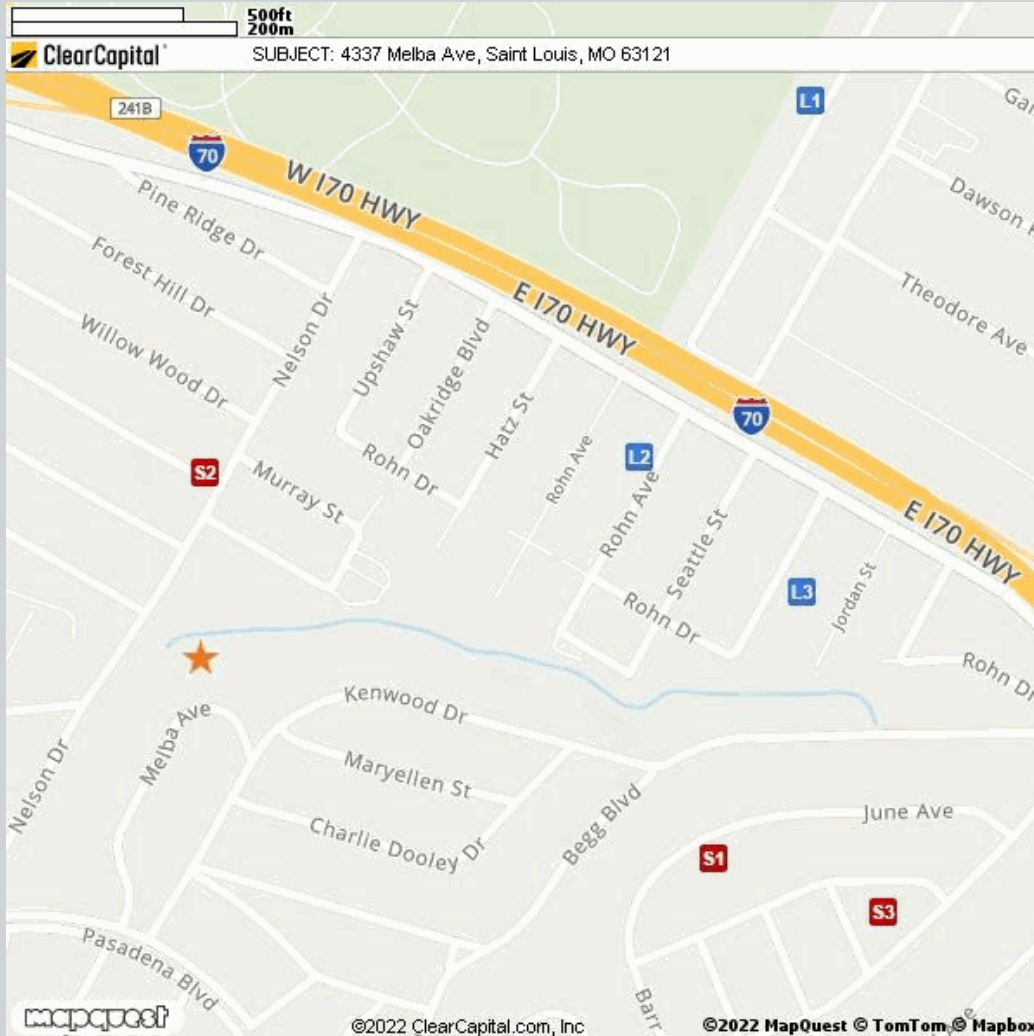 500ft
200m
ClearCapital
SUBJECT: 4337 Melba Ave, Saint Louis, MO 63121
241B
70
W I70 HWY
L1
Dawson
Pine Ridge Dr
Forest Hill Dr
Willow Wood Dr
Nelson Dr
Upshaw St
Oakridge Blvd
Hatz St
E I70 HWY
Theodore Ave
70
S2
Murray St
Rohn Dr
Rohn Ave
L2
Rohn Ave
Seattle St
E I70 HWY
Rohn Dr
L3
Jordan St
Rohn Dr
Melba Ave
Nelson Dr
Kenwood Dr
Maryellen St
Charlie Dooley Dr
Begg Blvd
June Ave
S1
S3
Pasadena Blvd
Barr
mapquest
©2022 ClearCapital.com, Inc
©2022 MapQuest © TomTom © Mapbox